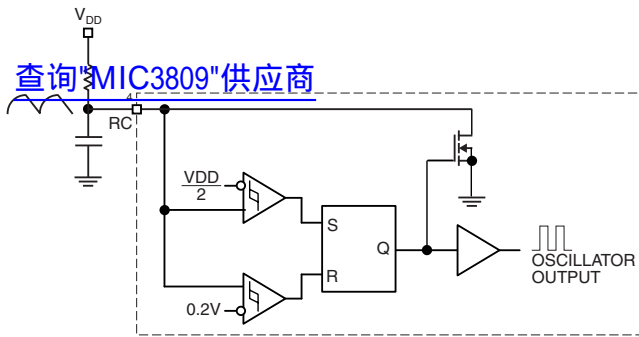 VDD
查询"MIC3809"供应商
4
RC
VDD
2
S
Q
R
0.2V
OSCILLATOR
OUTPUT